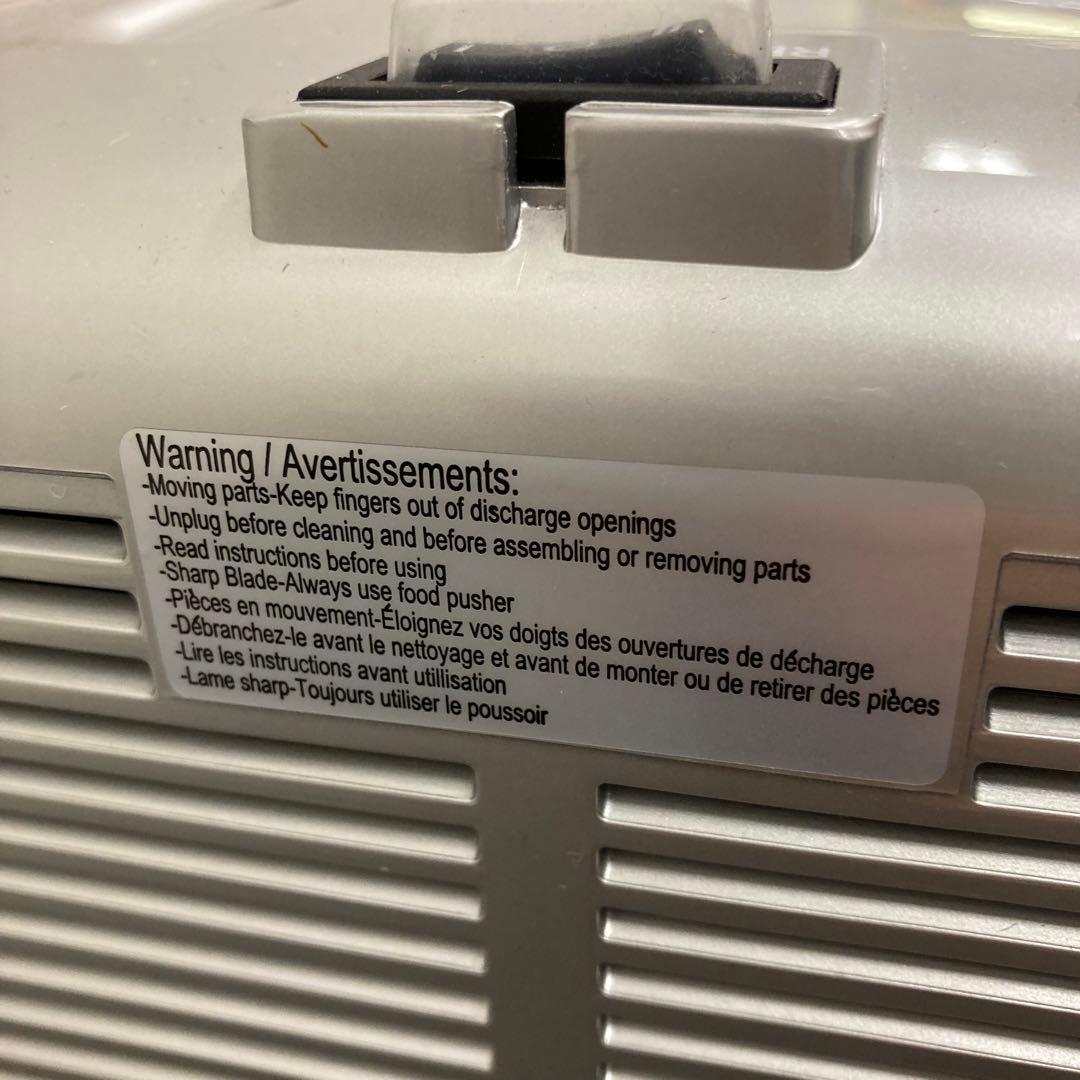 Warning / Avertissements:
-Moving parts-Keep fingers out of discharge openings
-Unplug before cleaning and before assembling or removing parts
-Read instructions before using
-Sharp Blade-Always use food pusher
-Pièces en mouvement-Éloignez vos doigts des ouvertures de décharge
-Débranchez-le avant le nettoyage et avant de monter ou de retirer des pièces
-Lire les instructions avant utillisation
-Lame sharp-Toujours utiliser le poussoir